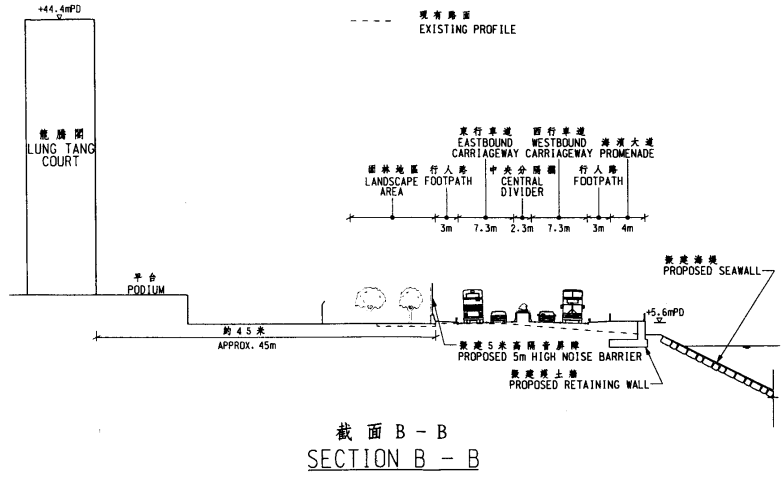 +44.4mPD
現有路面
EXISTING PROFILE
龍騰閣
LUNG TANG
COURT
東行車道
EASTBOUND
CARRIAGEWAY
西行車道
WESTBOUND
CARRIAGEWAY
海濱大道
PROMENADE
園林地區
LANDSCAPE
AREA
行人路
FOOTPATH
中央分隔欄
CENTRAL
DIVIDER
行人路
FOOTPATH
3m
7.3m
2.3m
7.3m
3m
4m
平台
PODIUM
擬建海堤
PROPOSED SEAWALL
+5.6mPD
約45米
APPROX. 45m
擬建5米高隔音屏障
PROPOSED 5m HIGH NOISE BARRIER
擬建護土牆
PROPOSED RETAINING WALL
截面 B - B
SECTION B - B